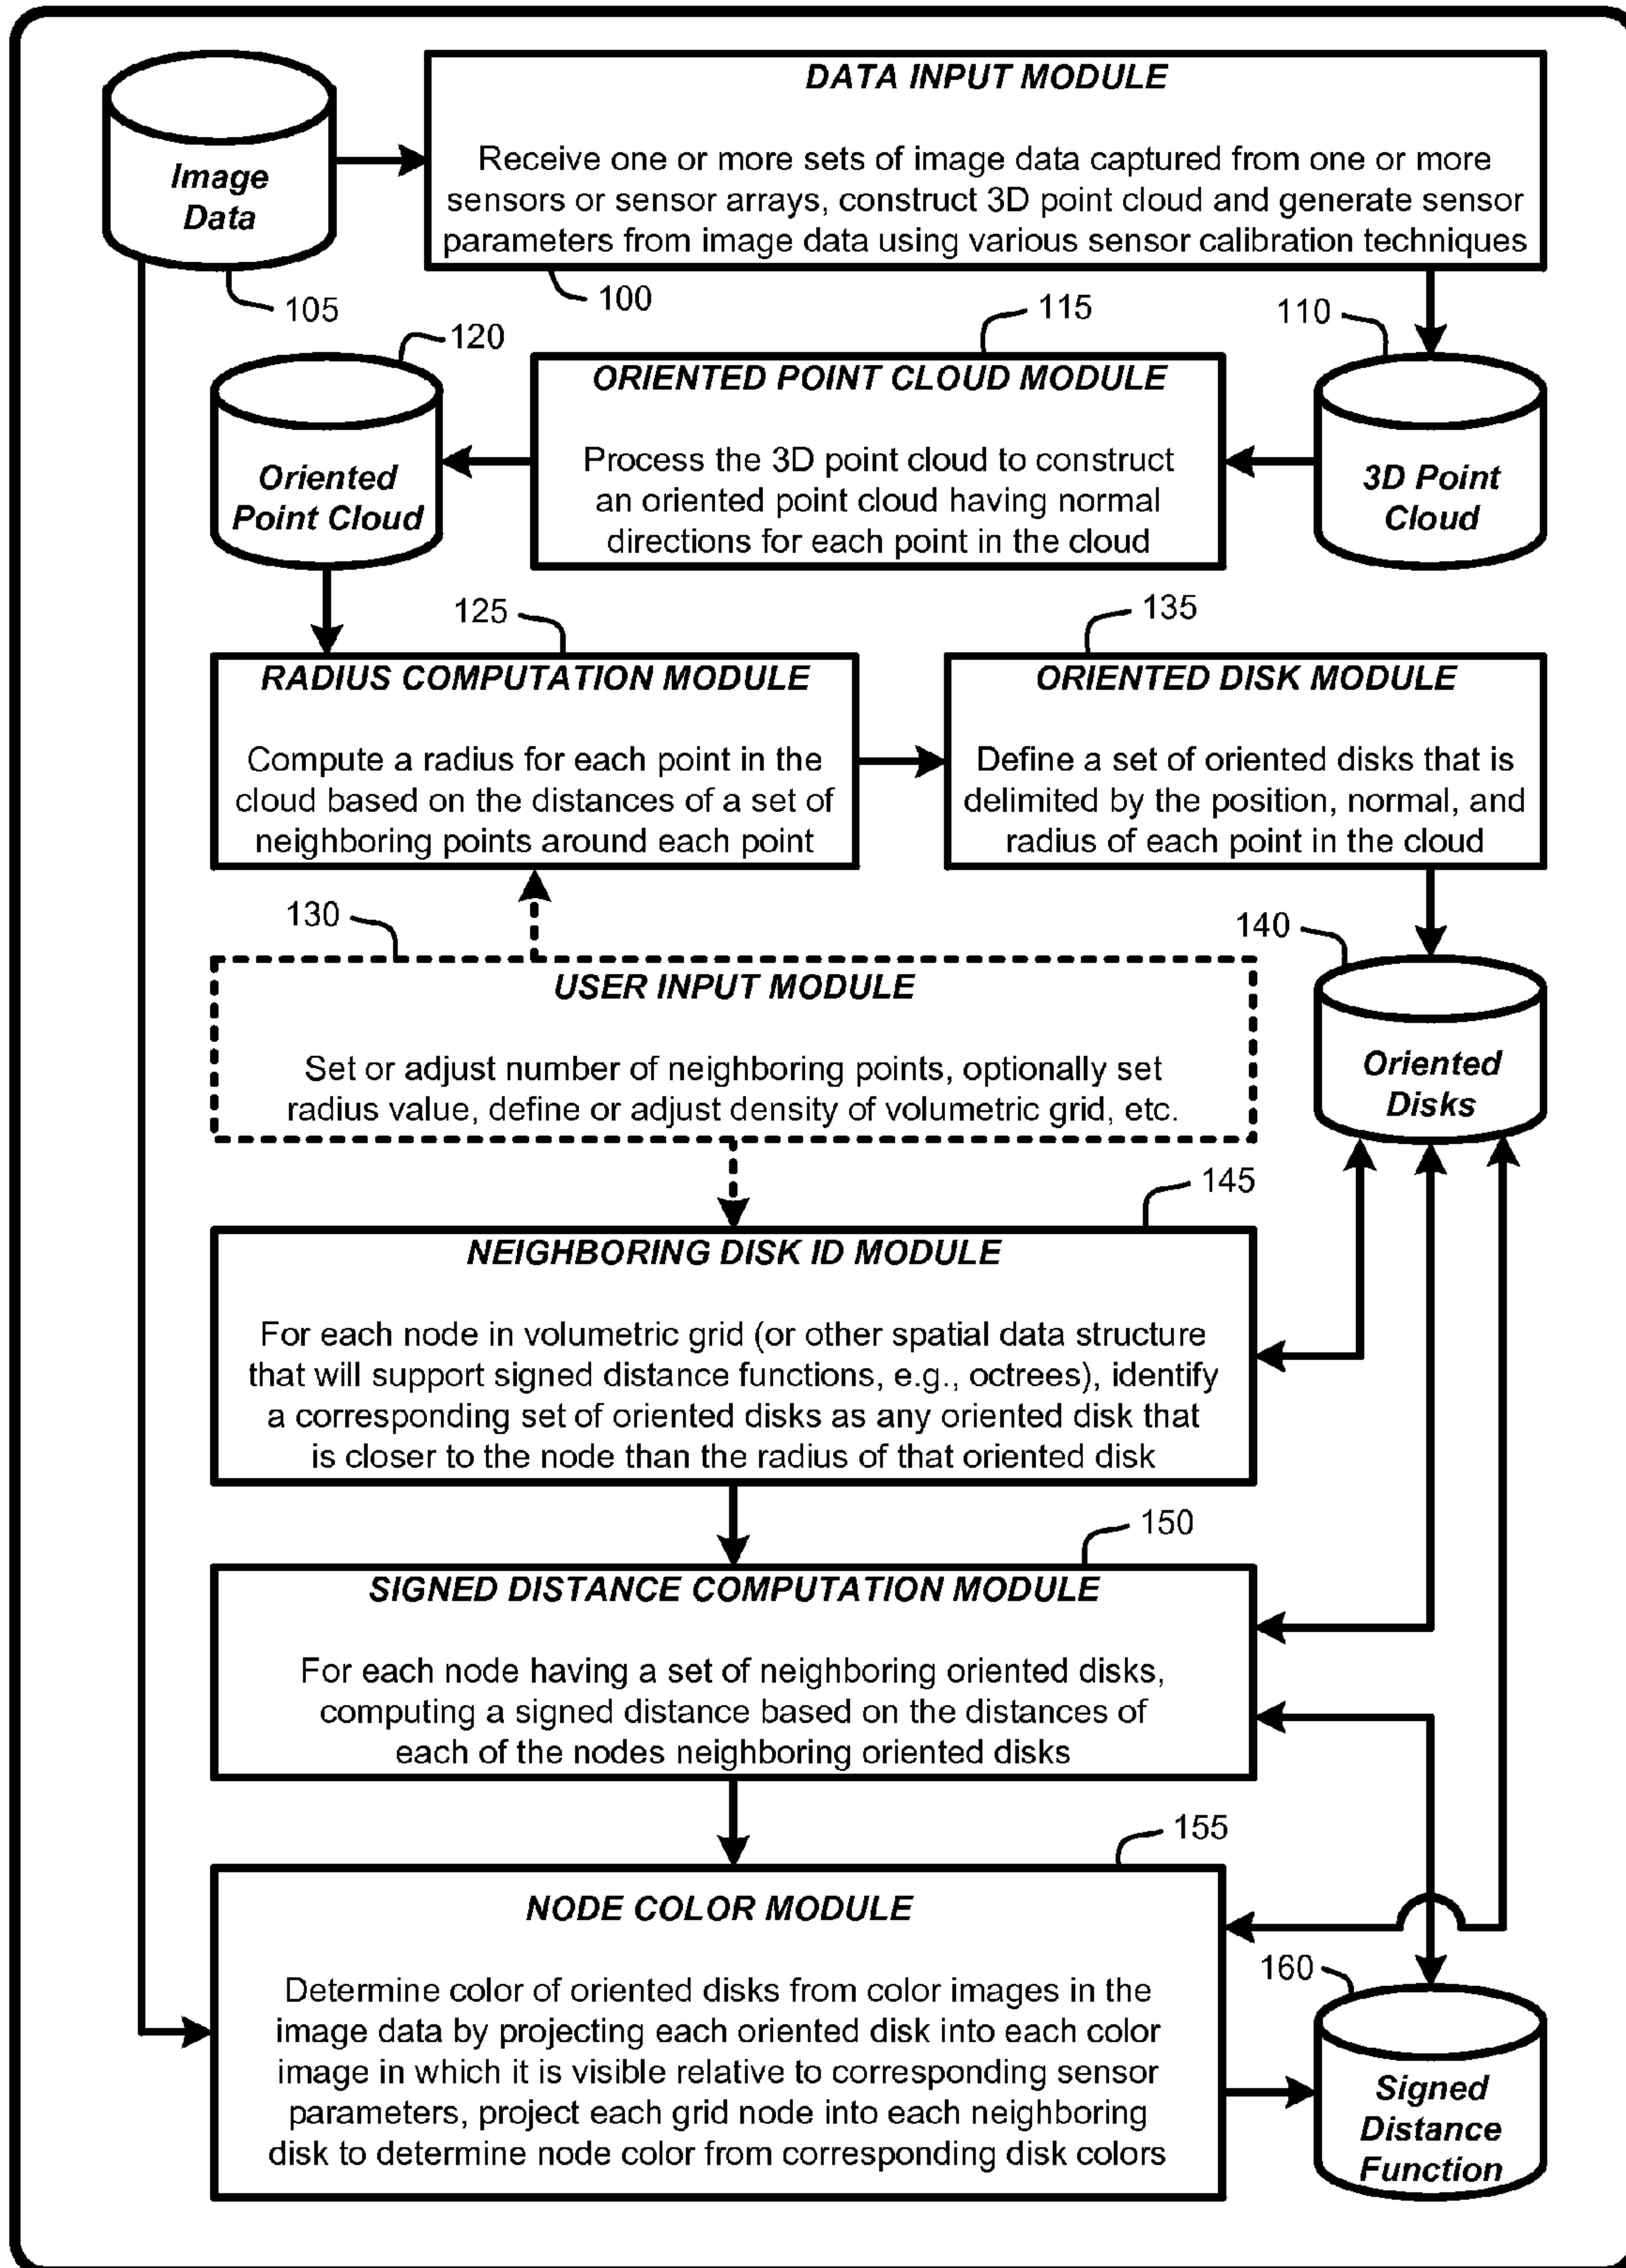 DATA INPUT MODULE
Receive one or more sets of image data captured from one or more
sensors or sensor arrays, construct 3D point cloud and generate sensor
parameters from image data using various sensor calibration techniques
Image
Data
105
100
115
110
120
ORIENTED POINT CLOUD MODULE
Process the 3D point cloud to construct
an oriented point cloud having normal
directions for each point in the cloud
Oriented
Point Cloud
3D Point
Cloud
125
135
RADIUS COMPUTATION MODULE
Compute a radius for each point in the
cloud based on the distances of a set of
neighboring points around each point
ORIENTED DISK MODULE
Define a set of oriented disks that is
delimited by the position, normal, and
radius of each point in the cloud
130
140
USER INPUT MODULE
Set or adjust number of neighboring points, optionally set
radius value, define or adjust density of volumetric grid, etc.
Oriented
Disks
145
NEIGHBORING DISK ID MODULE
For each node in volumetric grid (or other spatial data structure
that will support signed distance functions, e.g., octrees), identify
a corresponding set of oriented disks as any oriented disk that
is closer to the node than the radius of that oriented disk
150
SIGNED DISTANCE COMPUTATION MODULE
For each node having a set of neighboring oriented disks,
computing a signed distance based on the distances of
each of the nodes neighboring oriented disks
155
NODE COLOR MODULE
Determine color of oriented disks from color images in the
image data by projecting each oriented disk into each color
image in which it is visible relative to corresponding sensor
parameters, project each grid node into each neighboring
disk to determine node color from corresponding disk colors
160
Signed
Distance
Function